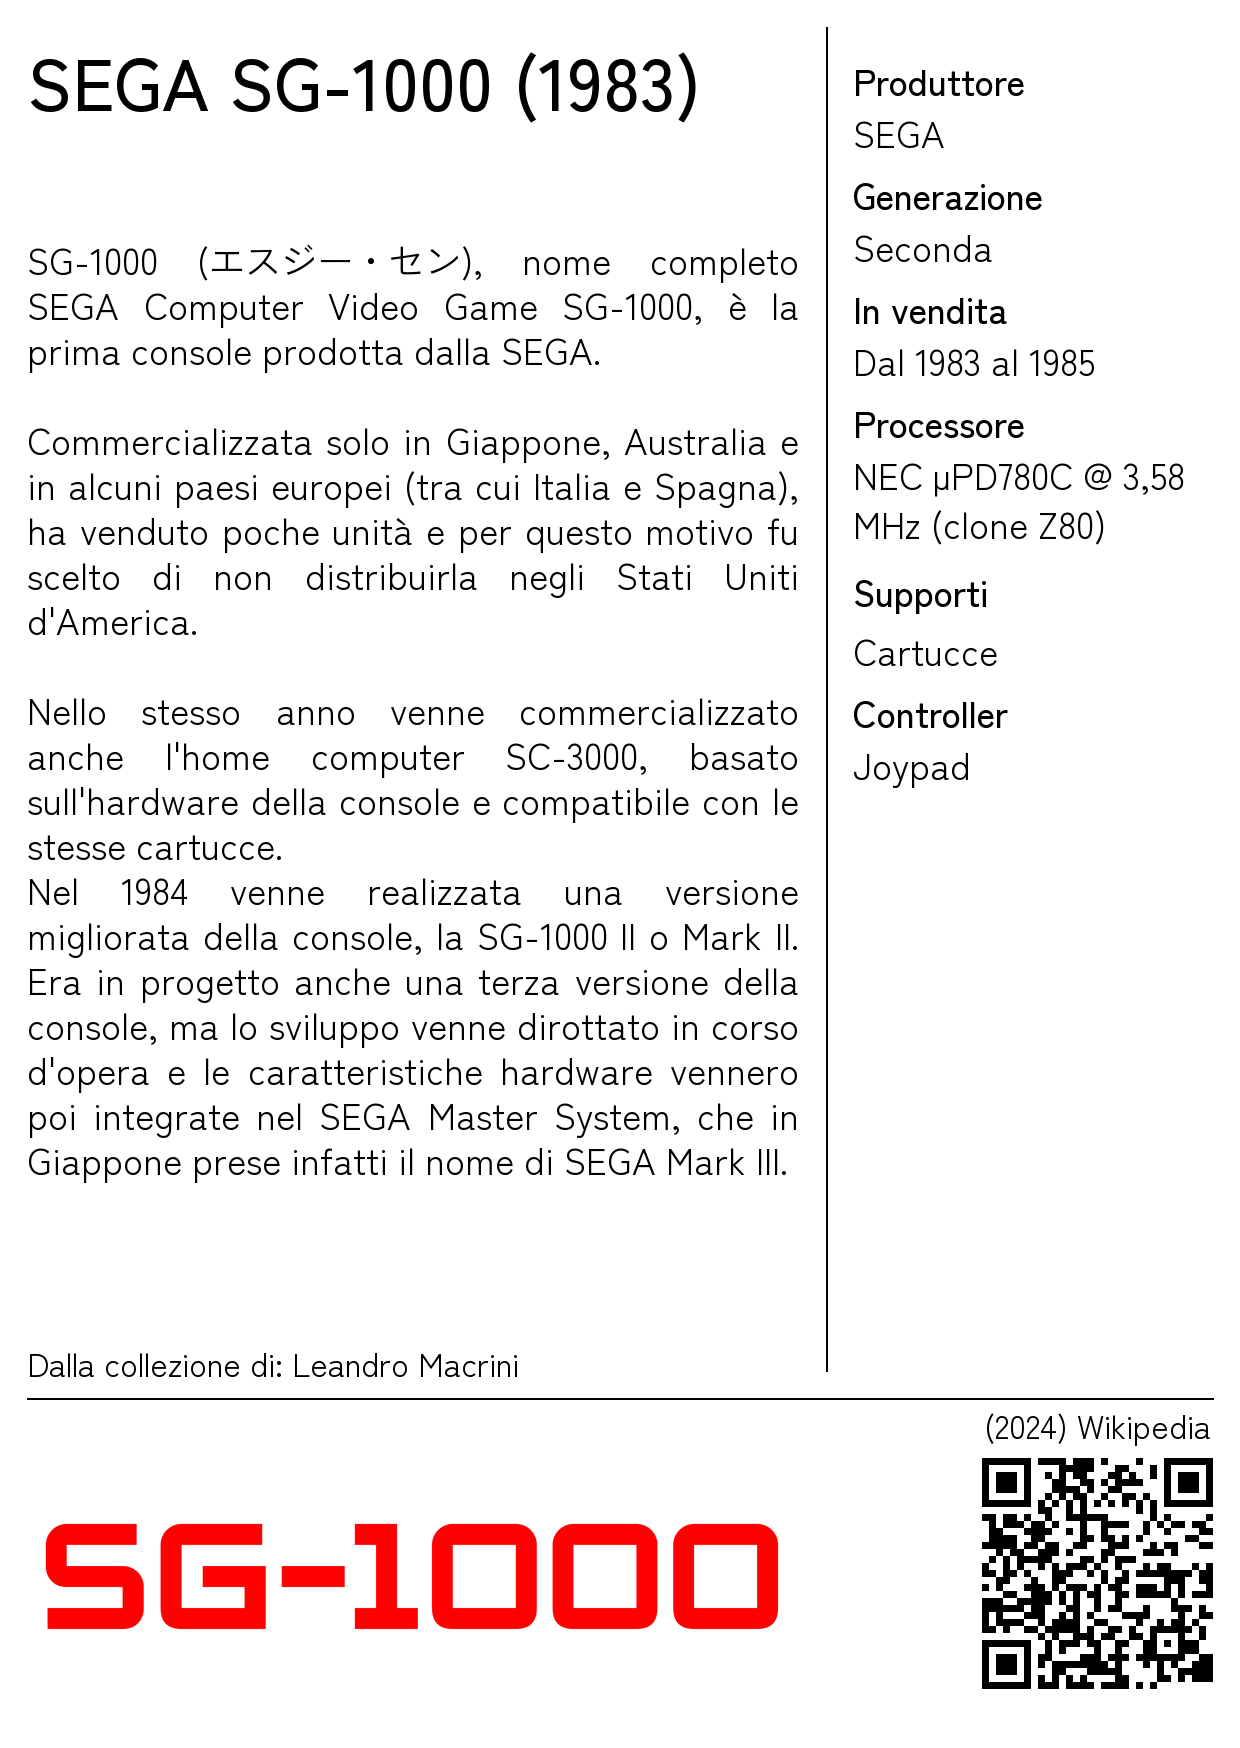 SEGA SG-1000 (1983)
SG-1000 (エスジー・セン), nome completo
SEGA Computer Video Game SG-1000, è la
prima console prodotta dalla SEGA.
Commercializzata solo in Giappone, Australia e
in alcuni paesi europei (tra cui Italia e Spagna),
ha venduto poche unità e per questo motivo fu
scelto di non distribuirla negli Stati Uniti
d'America.
Nello stesso anno venne commercializzato
anche l'home computer SC-3000, basato
sull'hardware della console e compatibile con le
stesse cartucce.
Nel 1984 venne realizzata una versione
migliorata della console, la SG-1000 II o Mark II.
Era in progetto anche una terza versione della
console, ma lo sviluppo venne dirottato in corso
d'opera e le caratteristiche hardware vennero
poi integrate nel SEGA Master System, che in
Giappone prese infatti il nome di SEGA Mark III.
Dalla collezione di: Leandro Macrini
Produttore
SEGA
Generazione
Seconda
In vendita
Dal 1983 al 1985
Processore
NEC µPD780C @ 3,58
MHz (clone Z80)
Supporti
Cartucce
Controller
Joypad
(2024) Wikipedia
SG-1000